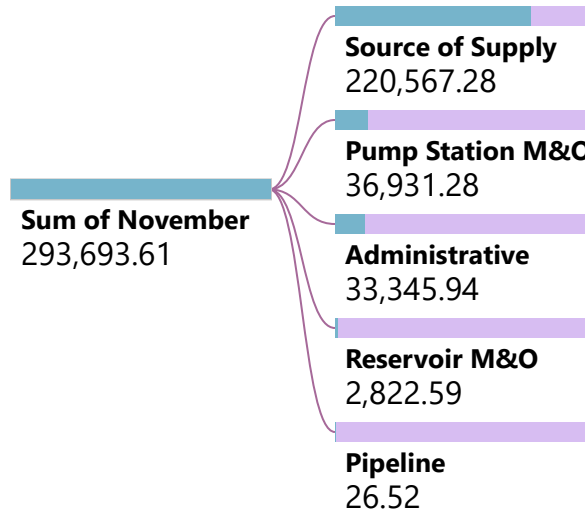 Source of Supply
220,567.28
Pump Station M&O
36,931.28
Sum of November
293,693.61
Administrative
33,345.94
Reservoir M&O
2,822.59
Pipeline
26.52